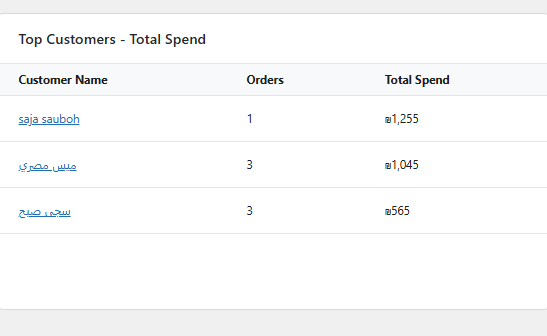 Top Customers - Total Spend
Customer Name Orders Total Spend
saja sauboh 1 ₪1,255
ميس مصري 3 ₪1,045
سجى صبح 3 ₪565